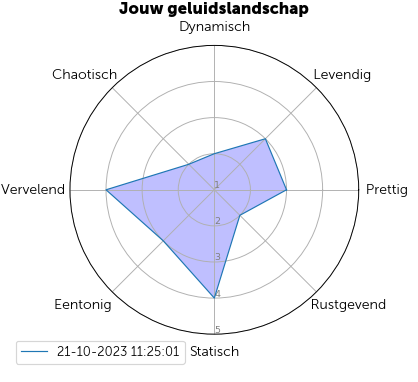 Jouw geluidslandschap
Dynamisch
Chaotisch
Levendig
Vervelend
1
Prettig
2
3
Eentonig
4
Rustgevend
5
21-10-2023 11:25:01
Statisch